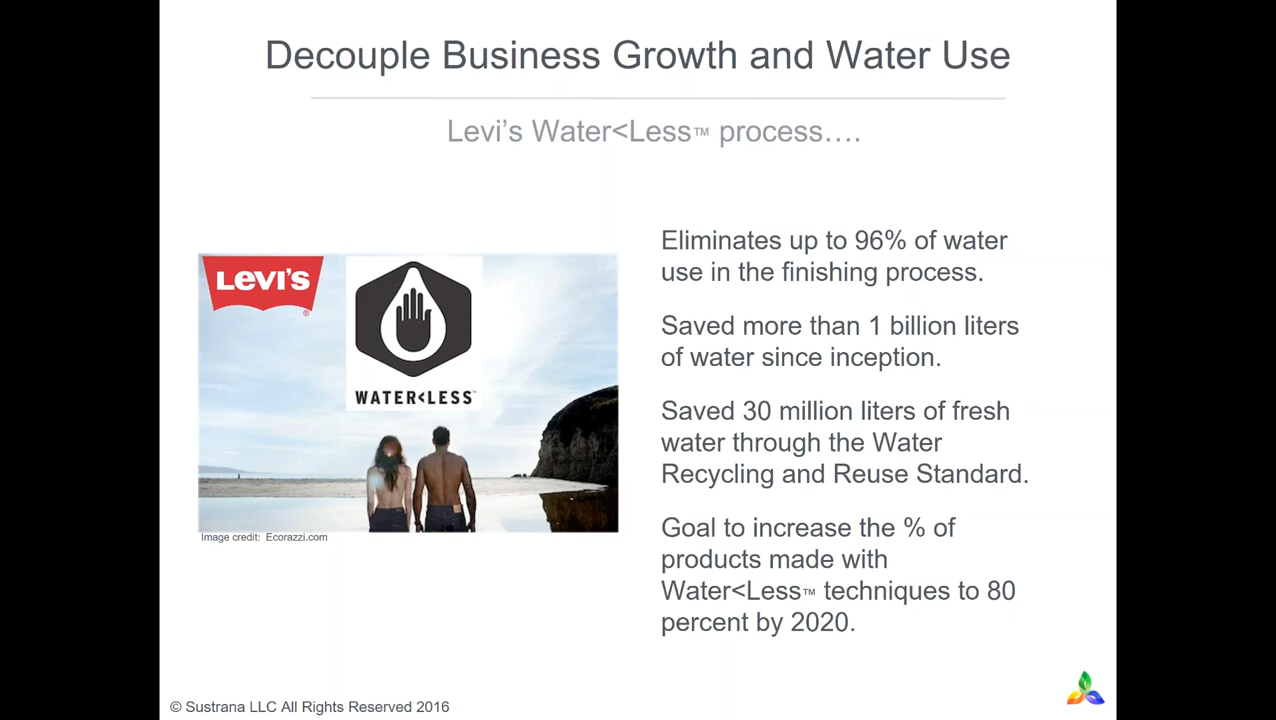 Decouple Business Growth and Water Use
Levi’s Water<Less™ process….
LEVI'S
®
WATER<LESS™
Image credit: Ecorazzi.com
Eliminates up to 96% of water
use in the finishing process.
Saved more than 1 billion liters
of water since inception.
Saved 30 million liters of fresh
water through the Water
Recycling and Reuse Standard.
Goal to increase the % of
products made with
Water<Less™ techniques to 80
percent by 2020.
© Sustrana LLC All Rights Reserved 2016